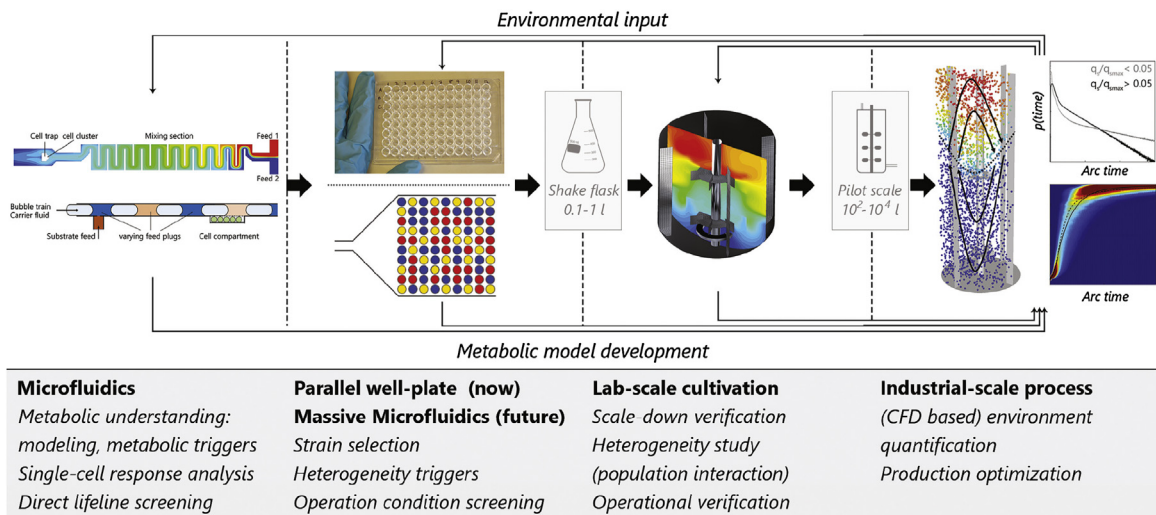 Environmental input
Cell trap
cell cluster
Mixing section
Feed 1
Feed 2
Bubble train
Carrier fluid
Substrate feed
varying feed plugs
Cell compartment
Shake flask
0.1-1 l
Pilot scale
10²-10⁴ l
qs/qsmax < 0.05
qs/qsmax > 0.05
p(time)
Arc time
Arc time
Metabolic model development
Microfluidics
Metabolic understanding:
modeling, metabolic triggers
Single-cell response analysis
Direct lifeline screening
Parallel well-plate (now)
Massive Microfluidics (future)
Strain selection
Heterogeneity triggers
Operation condition screening
Lab-scale cultivation
Scale-down verification
Heterogeneity study
(population interaction)
Operational verification
Industrial-scale process
(CFD based) environment
quantification
Production optimization